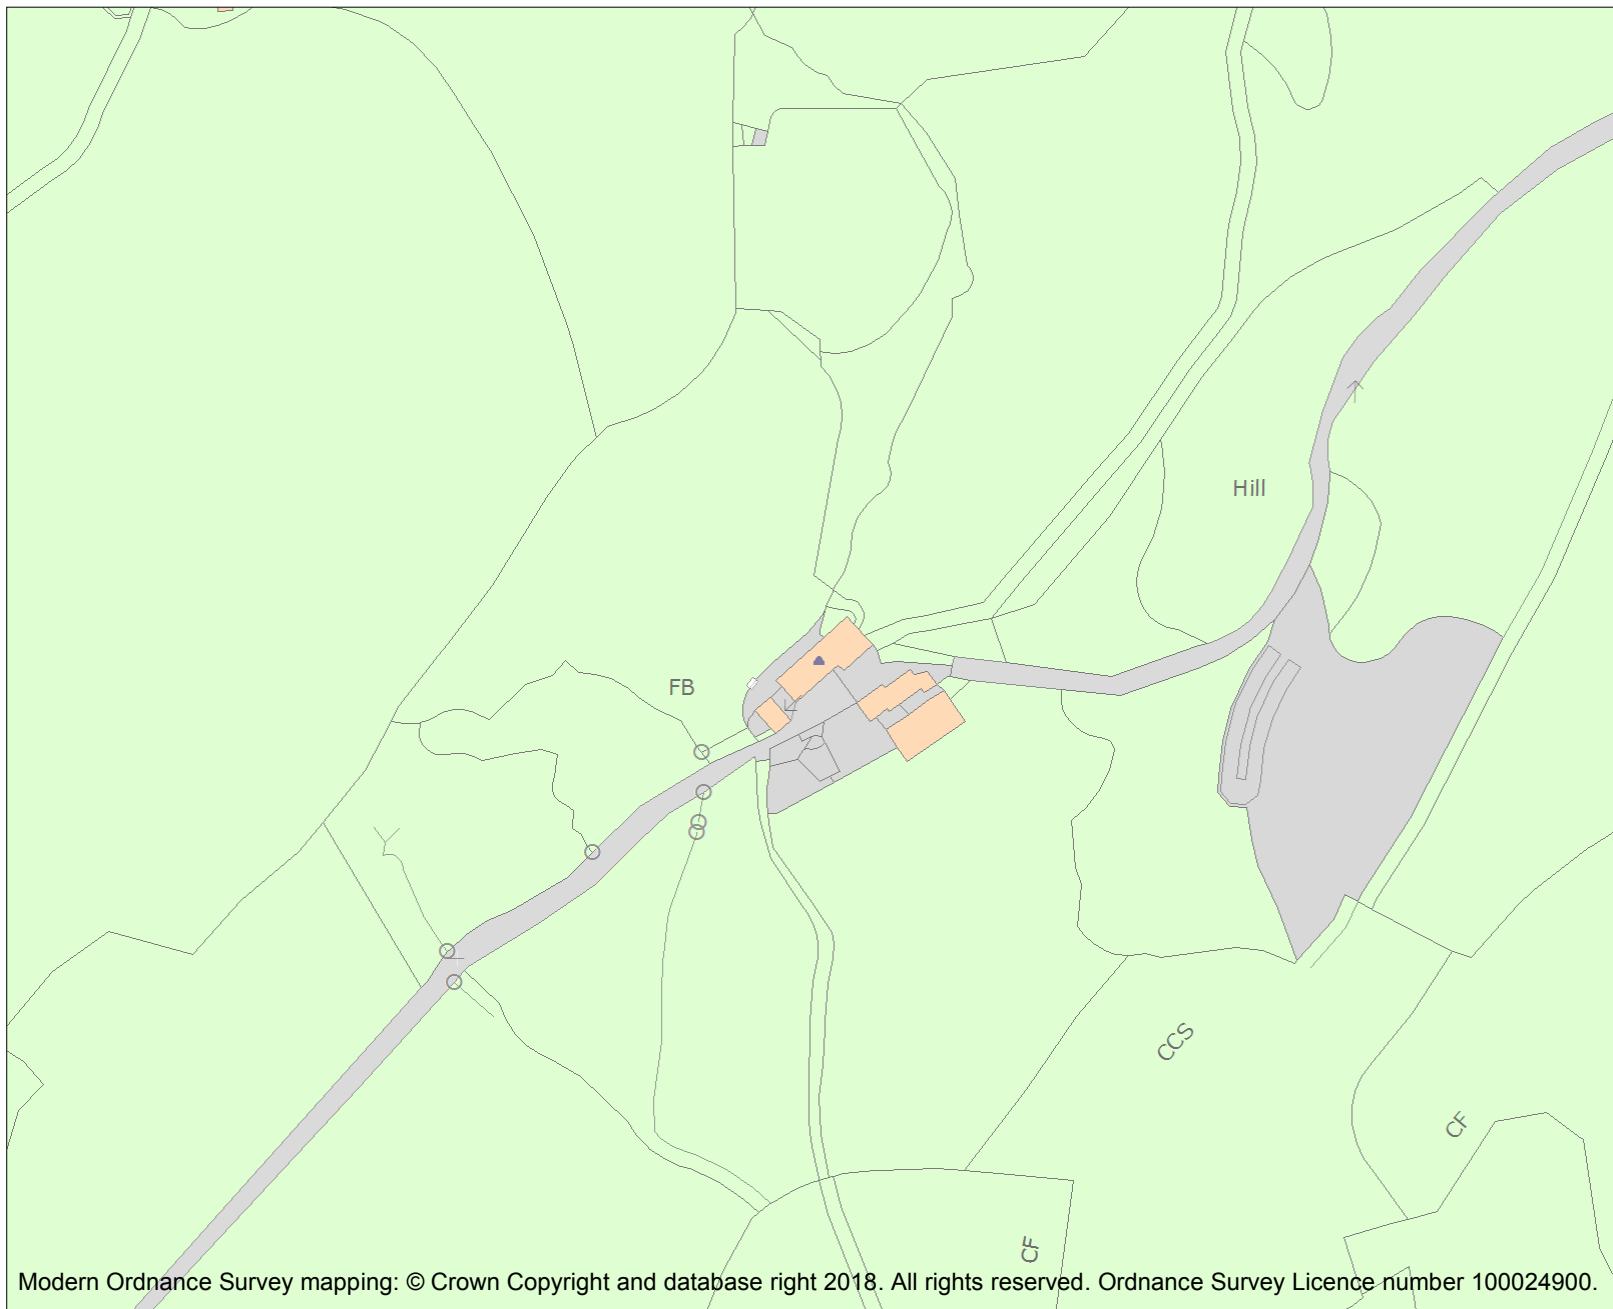 Hill
FB
CCS
CF
CF
Modern Ordnance Survey mapping: © Crown Copyright and database right 2018. All rights reserved. Ordnance Survey Licence number 100024900.